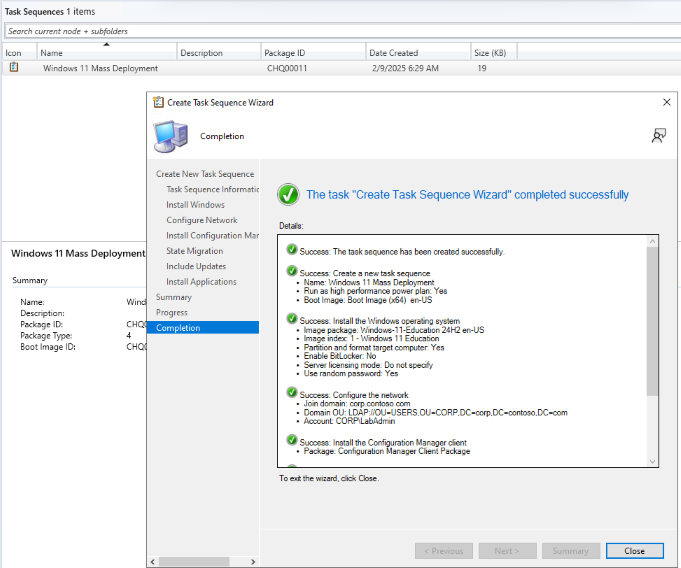 Task Sequences 1 items
Search current node + subfolders
Icon Name Description Package ID Date Created Size (KB)
Windows 11 Mass Deployment CHQ00011 2/9/2025 6:29 AM 19
Create Task Sequence Wizard
Completion
Create New Task Sequence
Task Sequence Informatic
Install Windows
Configure Network
Install Configuration Mar
State Migration
Include Updates
Install Applications
Summary
Progress
Completion
The task "Create Task Sequence Wizard" completed successfully
Details:
Success: The task sequence has been created successfully.
Success: Create a new task sequence
• Name: Windows 11 Mass Deployment
• Run as high performance power plan: Yes
• Boot Image: Boot Image (x64) en-US
Success: Install the Windows operating system
• Image package: Windows-11-Education 24H2 en-US
• Image index: 1 - Windows 11 Education
• Partition and format target computer: Yes
• Enable BitLocker: No
• Server licensing mode: Do not specify
• Use random password: Yes
Success: Configure the network
• Join domain: corp.contoso.com
• Domain OU: LDAP://OU=USERS,OU=CORP,DC=corp,DC=contoso,DC=com
• Account: CORP\LabAdmin
Success: Install the Configuration Manager client
• Package: Configuration Manager Client Package
To exit the wizard, click Close.
< Previous Next > Summary Close
Windows 11 Mass Deployment
Summary
Name: Wind
Description:
Package ID: CHQ
Package Type: 4
Boot Image ID: CHQ